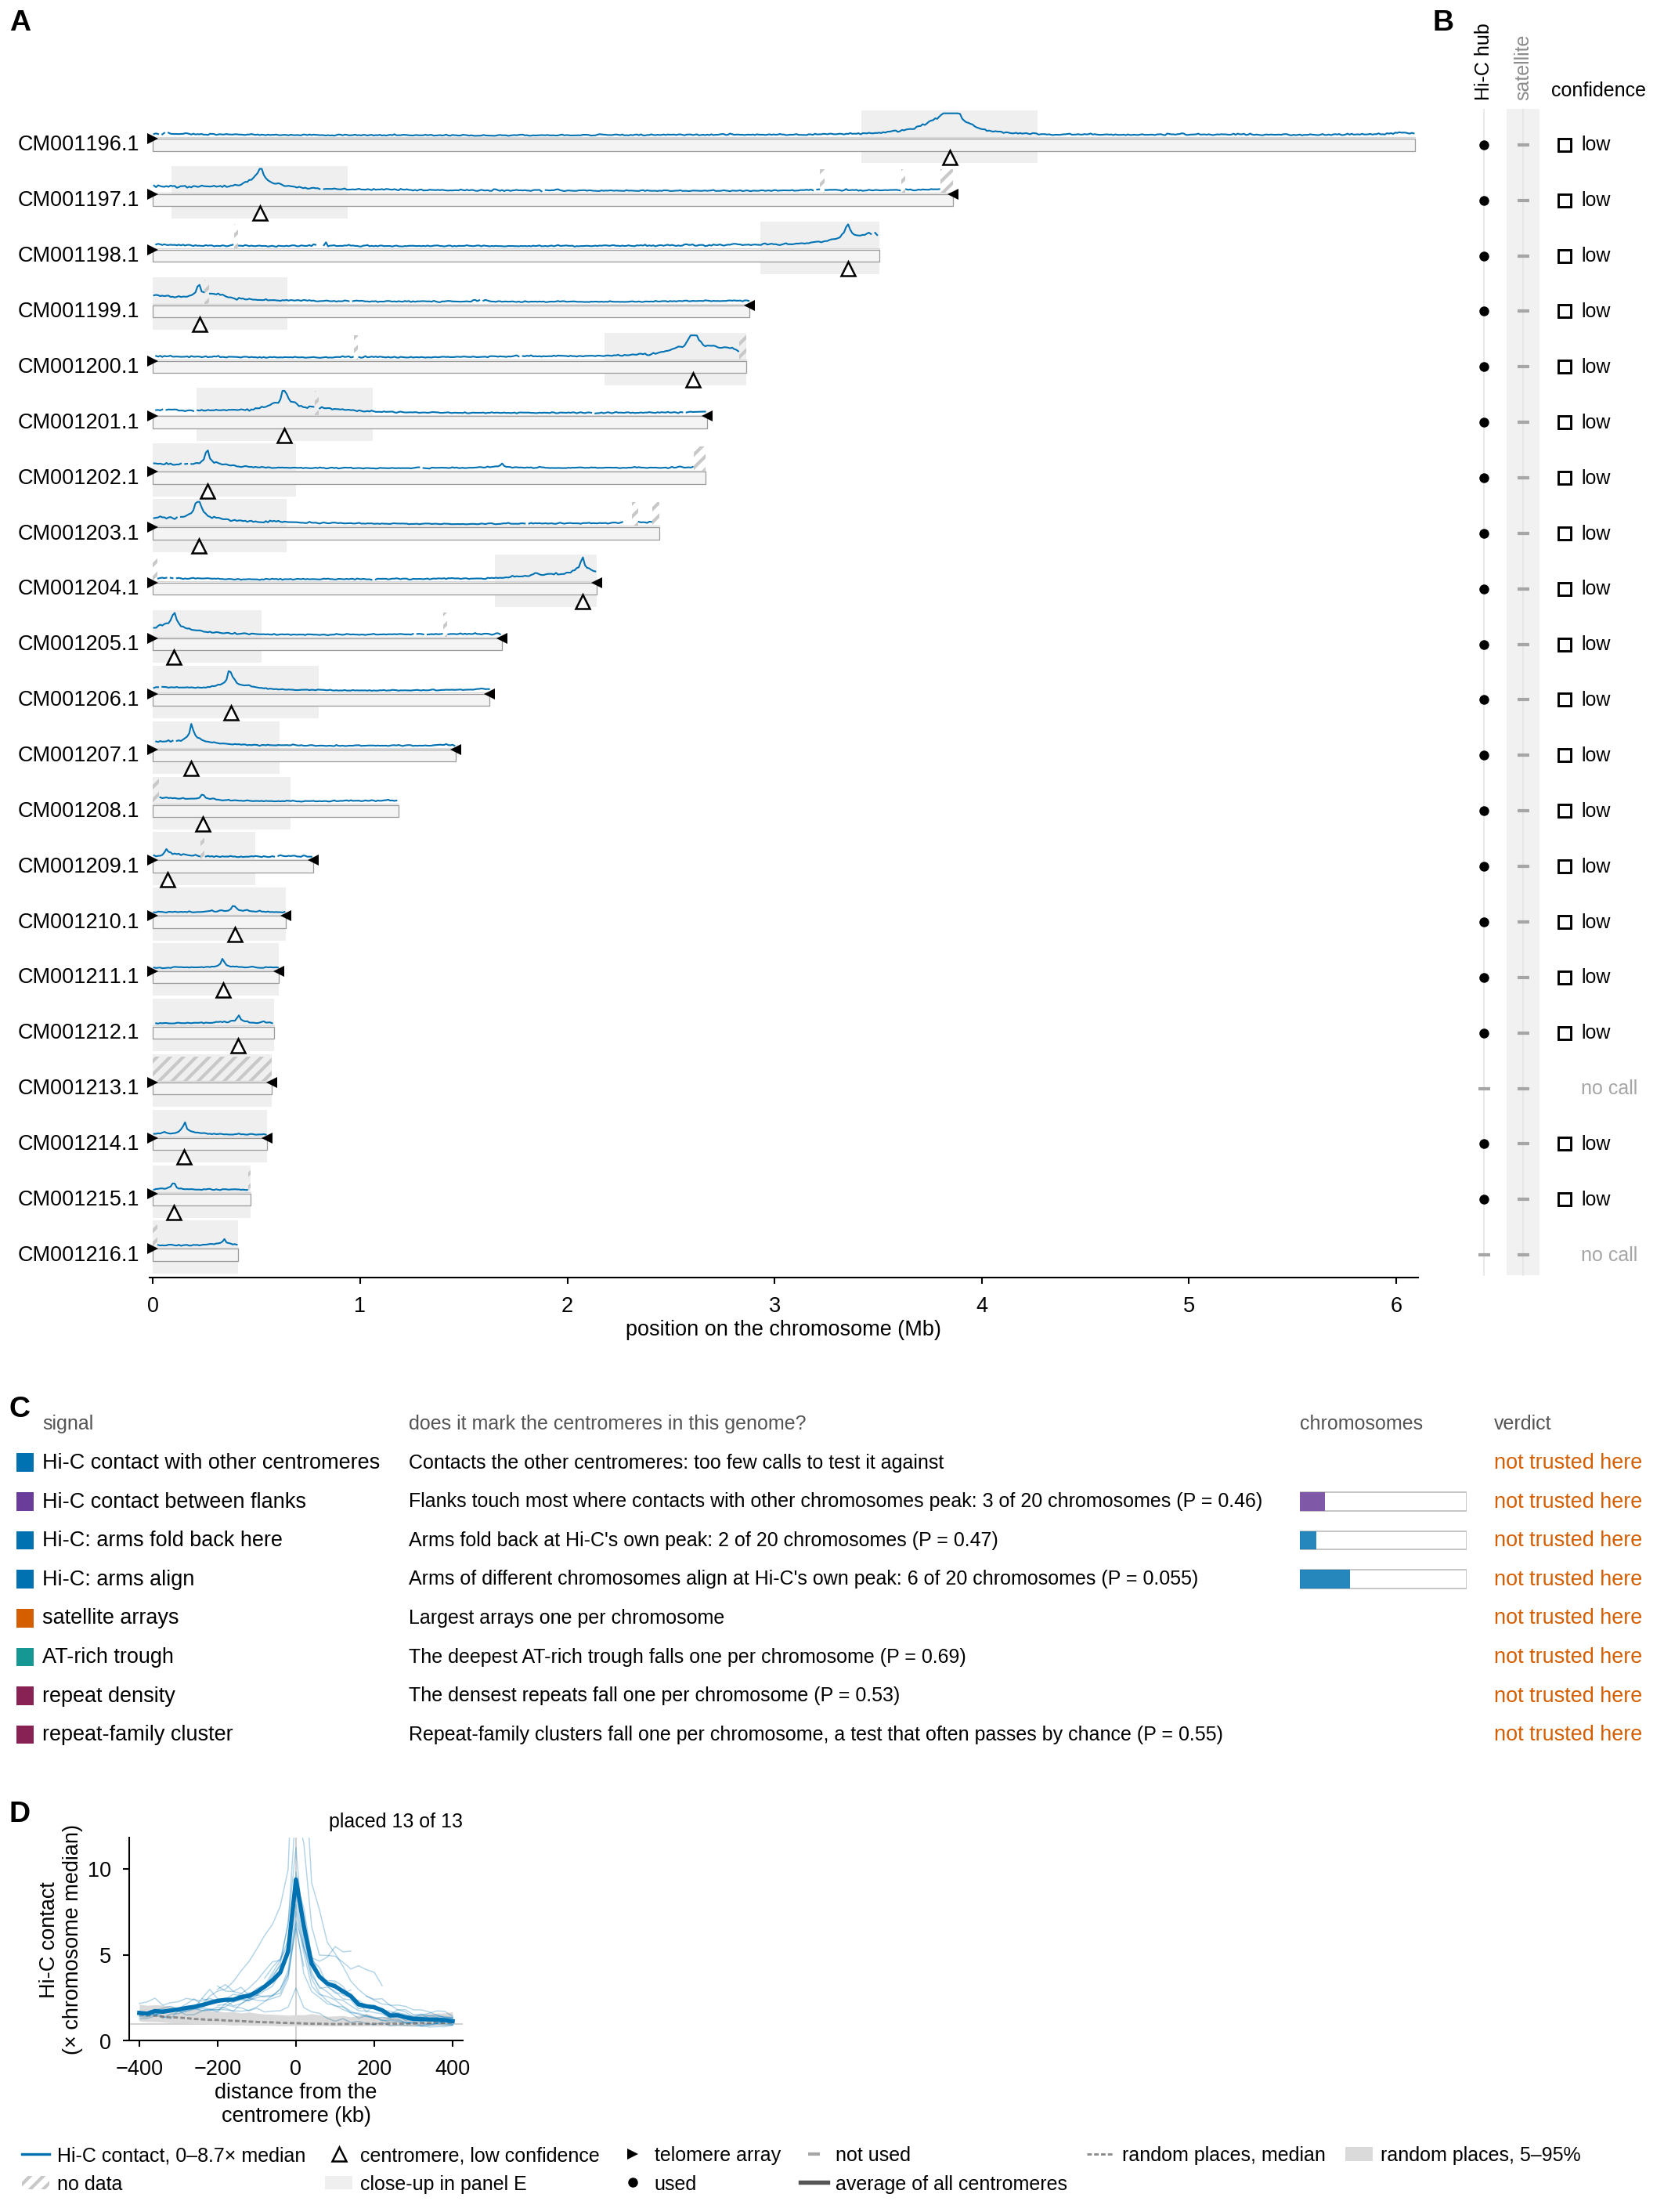 A
B
Hi-C hub
satellite
confidence
CM001196.1
low
CM001197.1
low
CM001198.1
low
CM001199.1
low
CM001200.1
low
CM001201.1
low
CM001202.1
low
CM001203.1
low
CM001204.1
low
CM001205.1
low
CM001206.1
low
CM001207.1
low
CM001208.1
low
CM001209.1
low
CM001210.1
low
CM001211.1
low
CM001212.1
low
CM001213.1
no call
CM001214.1
low
CM001215.1
low
CM001216.1
no call
0 1 2 3 4 5 6
position on the chromosome (Mb)
C
signal does it mark the centromeres in this genome? chromosomes verdict
Hi-C contact with other centromeres Contacts the other centromeres: too few calls to test it against not trusted here
Hi-C contact between flanks Flanks touch most where contacts with other chromosomes peak: 3 of 20 chromosomes (P = 0.46) not trusted here
Hi-C: arms fold back here Arms fold back at Hi-C's own peak: 2 of 20 chromosomes (P = 0.47) not trusted here
Hi-C: arms align Arms of different chromosomes align at Hi-C's own peak: 6 of 20 chromosomes (P = 0.055) not trusted here
satellite arrays Largest arrays one per chromosome not trusted here
AT-rich trough The deepest AT-rich trough falls one per chromosome (P = 0.69) not trusted here
repeat density The densest repeats fall one per chromosome (P = 0.53) not trusted here
repeat-family cluster Repeat-family clusters fall one per chromosome, a test that often passes by chance (P = 0.55) not trusted here
D
placed 13 of 13
Hi-C contact
(× chromosome median)
10
5
0
−400 −200 0 200 400
distance from the
centromere (kb)
Hi-C contact, 0–8.7× median centromere, low confidence telomere array not used random places, median random places, 5–95%
no data close-up in panel E used average of all centromeres